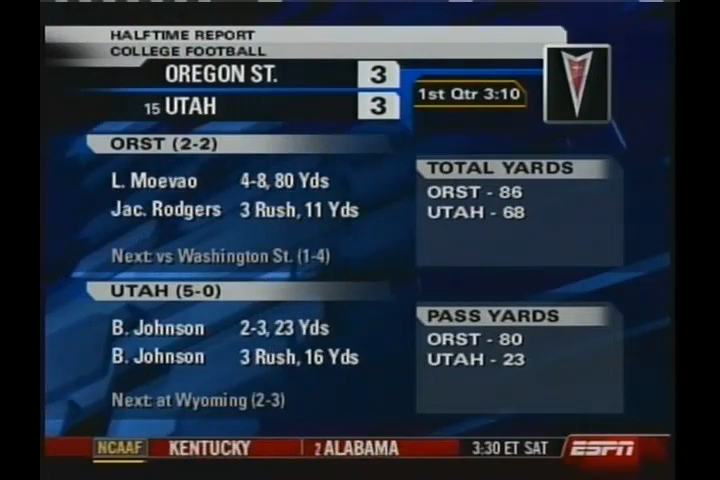 HALFTIME REPORT
COLLEGE FOOTBALL
OREGON ST. 3
15 UTAH 3
1st Qtr 3:10
ORST (2-2)
L. Moevao 4-8, 80 Yds
Jac. Rodgers 3 Rush, 11 Yds
Next: vs Washington St. (1-4)
TOTAL YARDS
ORST - 86
UTAH - 68
UTAH (5-0)
B. Johnson 2-3, 23 Yds
B. Johnson 3 Rush, 16 Yds
Next: at Wyoming (2-3)
PASS YARDS
ORST - 80
UTAH - 23
NCAAF KENTUCKY 2 ALABAMA 3:30 ET SAT ESPN